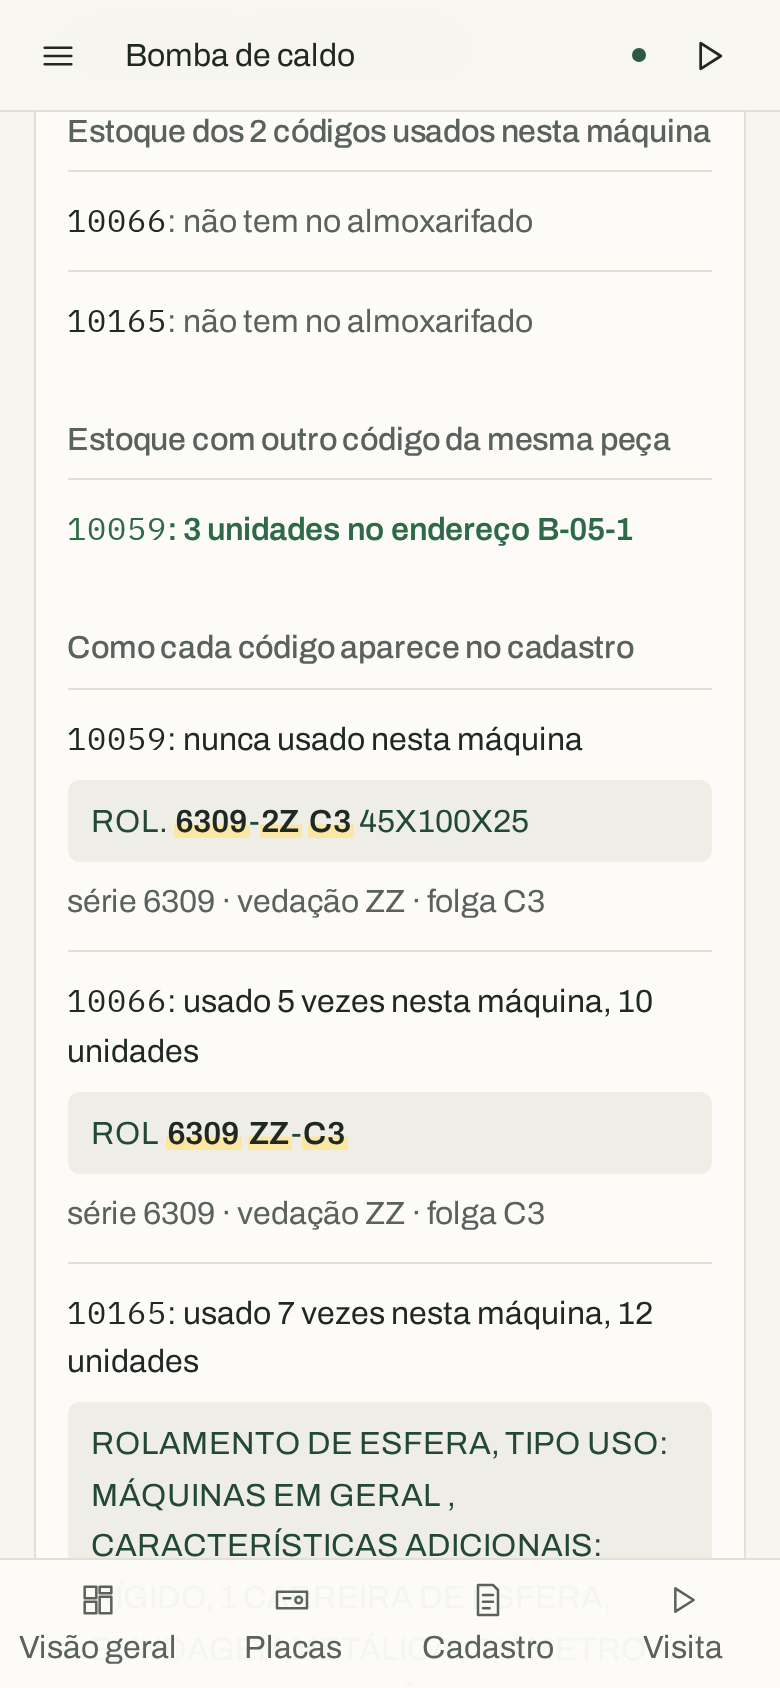 Bomba de caldo
Estoque dos 2 códigos usados nesta máquina
10066: não tem no almoxarifado
10165: não tem no almoxarifado
Estoque com outro código da mesma peça
10059: 3 unidades no endereço B-05-1
Como cada código aparece no cadastro
10059: nunca usado nesta máquina
ROL. 6309-2Z C3 45X100X25
série 6309 · vedação ZZ · folga C3
10066: usado 5 vezes nesta máquina, 10
unidades
ROL 6309 ZZ-C3
série 6309 · vedação ZZ · folga C3
10165: usado 7 vezes nesta máquina, 12
unidades
ROLAMENTO DE ESFERA, TIPO USO:
MÁQUINAS EM GERAL ,
CARACTERÍSTICAS ADICIONAIS:
Visão geral Placas Cadastro Visita